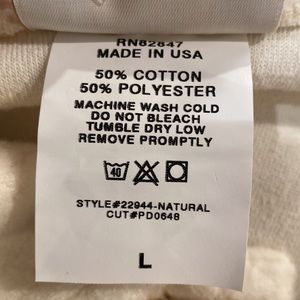 RN82847
MADE IN USA
50% COTTON
50% POLYESTER
MACHINE WASH COLD
DO NOT BLEACH
TUMBLE DRY LOW
REMOVE PROMPTLY
40
STYLE#22944-NATURAL
CUT#PD0648
L